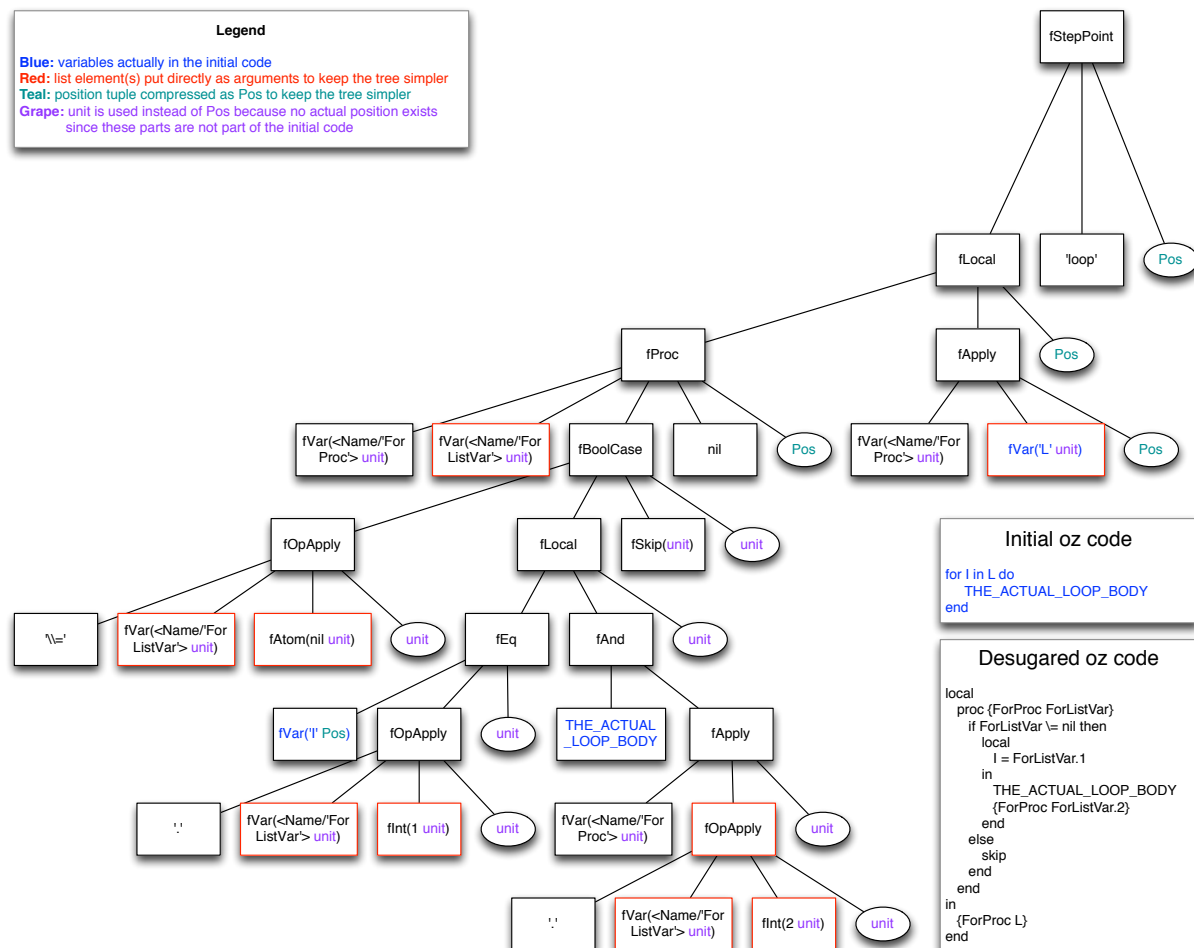 Legend
Blue: variables actually in the initial code
Red: list element(s) put directly as arguments to keep the tree simpler
Teal: position tuple compressed as Pos to keep the tree simpler
Grape: unit is used instead of Pos because no actual position exists
since these parts are not part of the initial code
fStepPoint
fLocal
'loop'
Pos
fProc
fApply
Pos
fVar(<Name/'For
Proc'> unit)
fVar(<Name/'For
ListVar'> unit)
fBoolCase
nil
Pos
fVar(<Name/'For
Proc'> unit)
fVar('L' unit)
Pos
fOpApply
fLocal
fSkip(unit)
unit
'\\='
fVar(<Name/'For
ListVar'> unit)
fAtom(nil unit)
unit
fEq
fAnd
unit
fVar('I' Pos)
fOpApply
unit
THE_ACTUAL
_LOOP_BODY
fApply
'.'
fVar(<Name/'For
ListVar'> unit)
fInt(1 unit)
unit
fVar(<Name/'For
Proc'> unit)
fOpApply
unit
'.'
fVar(<Name/'For
ListVar'> unit)
fInt(2 unit)
unit
Initial oz code
for I in L do
THE_ACTUAL_LOOP_BODY
end
Desugared oz code
local
proc {ForProc ForListVar}
if ForListVar \= nil then
local
I = ForListVar.1
in
THE_ACTUAL_LOOP_BODY
{ForProc ForListVar.2}
end
else
skip
end
end
in
{ForProc L}
end